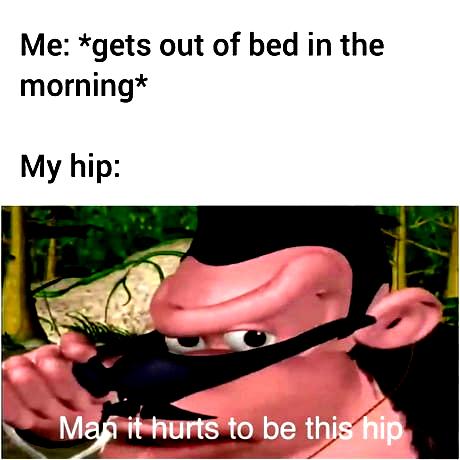 Me: *gets out of bed in the
morning*
My hip:
Man it hurts to be this hip